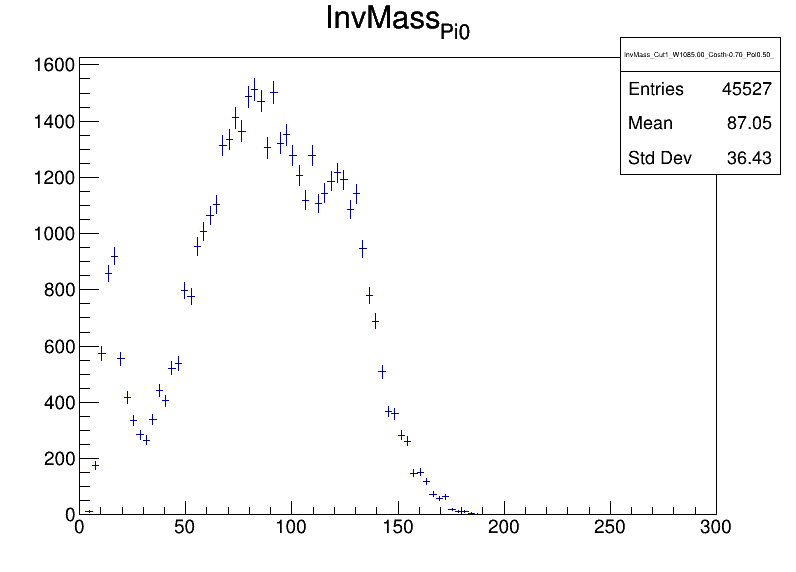 InvMass_Pi0
InvMass_Cut1_W1085.00_Costh-0.70_Pol0.50_
Entries 45527
Mean 87.05
Std Dev 36.43
1600
1400
1200
1000
800
600
400
200
0
0 50 100 150 200 250 300